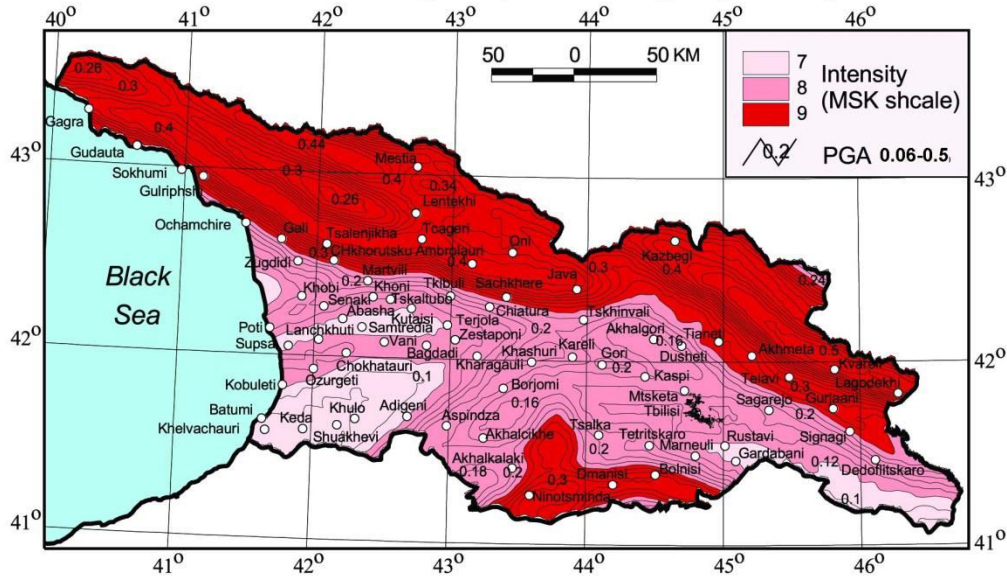 40° 41° 42° 43° 44° 45° 46°
50 0 50 KM
7
8
9
Intensity
(MSK shcale)
0.2 PGA 0.06-0.5
0.28
0.3
0.4
Gagra
0.44
Gudauta
43°
Mestia
43°
0.3
0.4
Sokhumi
0.34
Gulriphshi
0.26
Lentekhi
Ochamchire
Gali
Tsalenjikha
Tcageri
Oni
Kazbegi
CHkhorutsku
Ambrolauri
0.3
0.4
0.3
0.4
Zugdidi
Martvili
Java
0.24
0.2
Tkibuli
Sachkhere
Khobi
Khoni
Senaki
Tskaltubo
Chiatura
Tskhinvali
Black
Sea
Abasha
Kutaisi
0.2
Akhalgori
Tianet
Poti
Lanchkhuti
Samtredia
Terjola
Zestaponi
0.16
42°
Supsa
Vani
Bagdadi
Khashuri
Kareli
Gori
Dusheti
Akhmeta
0.5
42°
Chokhatauri
Kharagauli
0.2
Kvareli
Kobuleti
Ozurgeti
0.1
Kaspi
Telavi
0.3
Lagodekhi
Borjomi
Mtsketa
Sagarejo
Gurjaani
0.16
Tbilisi
0.2
Batumi
Keda
Khulo
Adigeni
Aspindza
Khelvachauri
Shuakhevi
Akhalcikhe
Tsalka
Tetritskaro
Rustavi
Signagi
Akhalkalaki
0.2
Marneuli
Gardabani
0.12
0.18
0.2
Dmanisi
Bolnisi
Dedoflitskaro
0.3
0.1
Ninotsminda
41°
41°
41° 42° 43° 44° 45° 46°